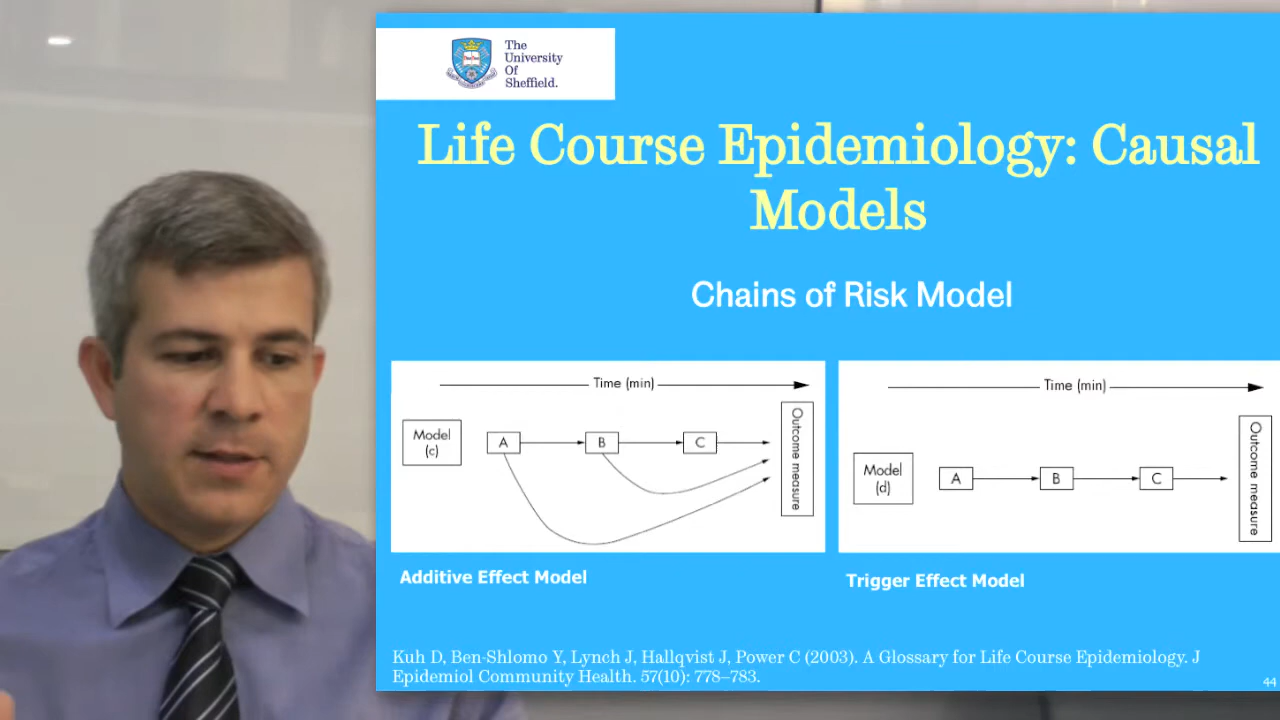 The
University
Of
Sheffield.
Life Course Epidemiology: Causal
Models
Chains of Risk Model
Time (min)
Model
(c)
A
B
C
Outcome measure
Additive Effect Model
Time (min)
Model
(d)
A
B
C
Outcome measure
Trigger Effect Model
Kuh D, Ben-Shlomo Y, Lynch J, Hallqvist J, Power C (2003). A Glossary for Life Course Epidemiology. J
Epidemiol Community Health. 57(10): 778–783.
44